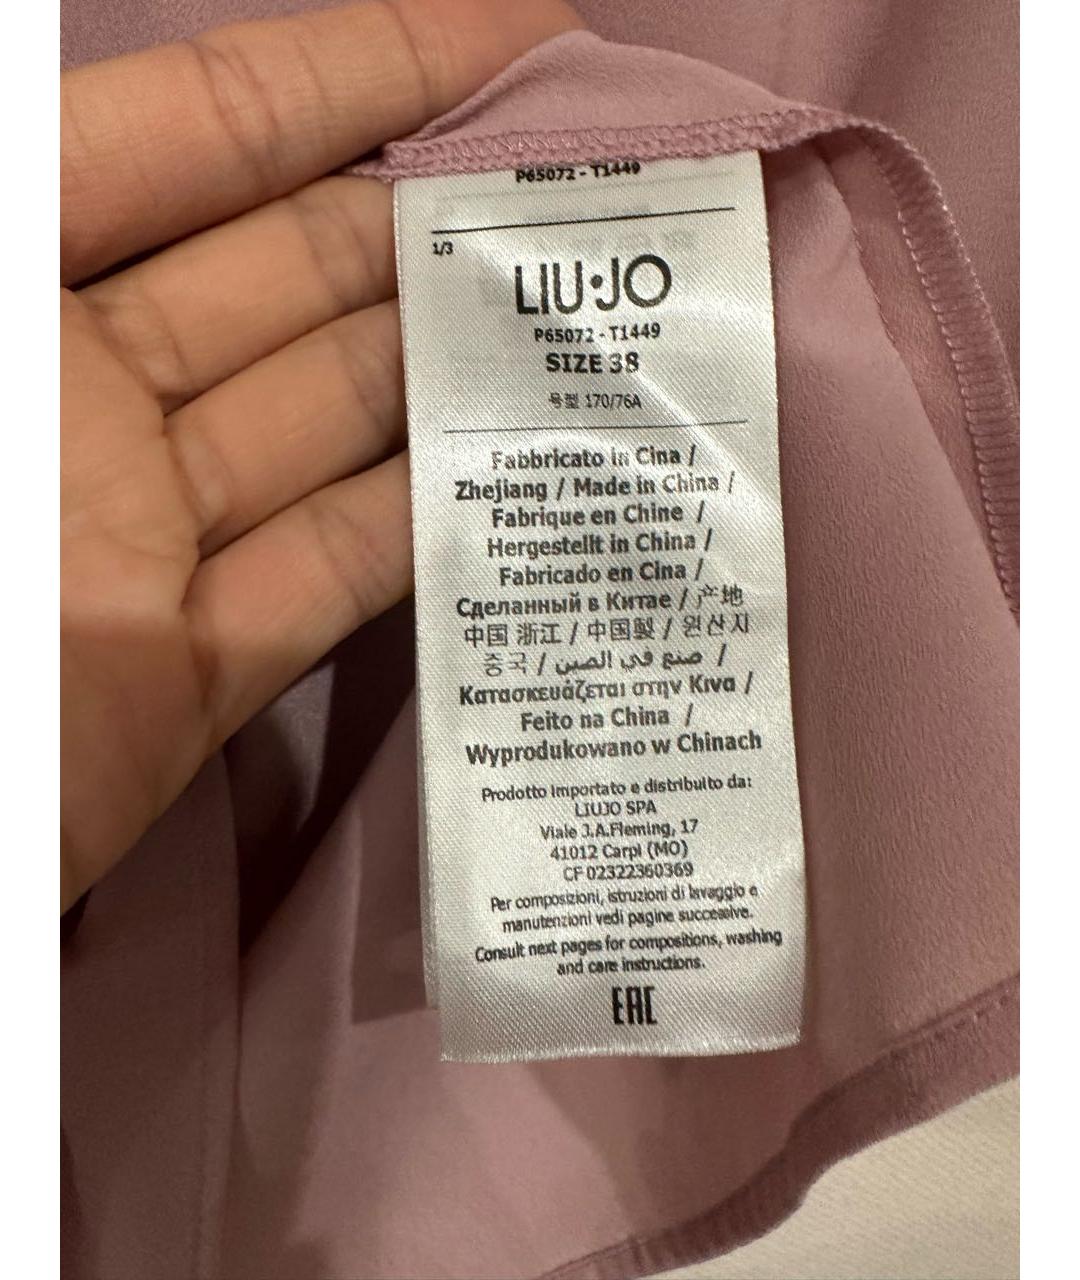 P65072 - T1449
1/3
LIU·JO
P65072 - T1449
SIZE 38
号型 170/76A
Fabbricato in Cina /
Zhejiang / Made in China /
Fabrique en Chine /
Hergestellt in China /
Fabricado en Cina /
Сделанный в Китае / 产地
中国 浙江 / 中国製 / 원산지
중국 / صنع في الصين /
Κατασκευάζεται στην Κινα /
Feito na China /
Wyprodukowano w Chinach
Prodotto importato e distribuito da:
LIUJO SPA
Viale J.A.Fleming, 17
41012 Carpi (MO)
CF 02322360369
Per composizioni, istruzioni di lavaggio e
manutenzioni vedi pagine successive.
Consult next pages for compositions, washing
and care instructions.
EAC